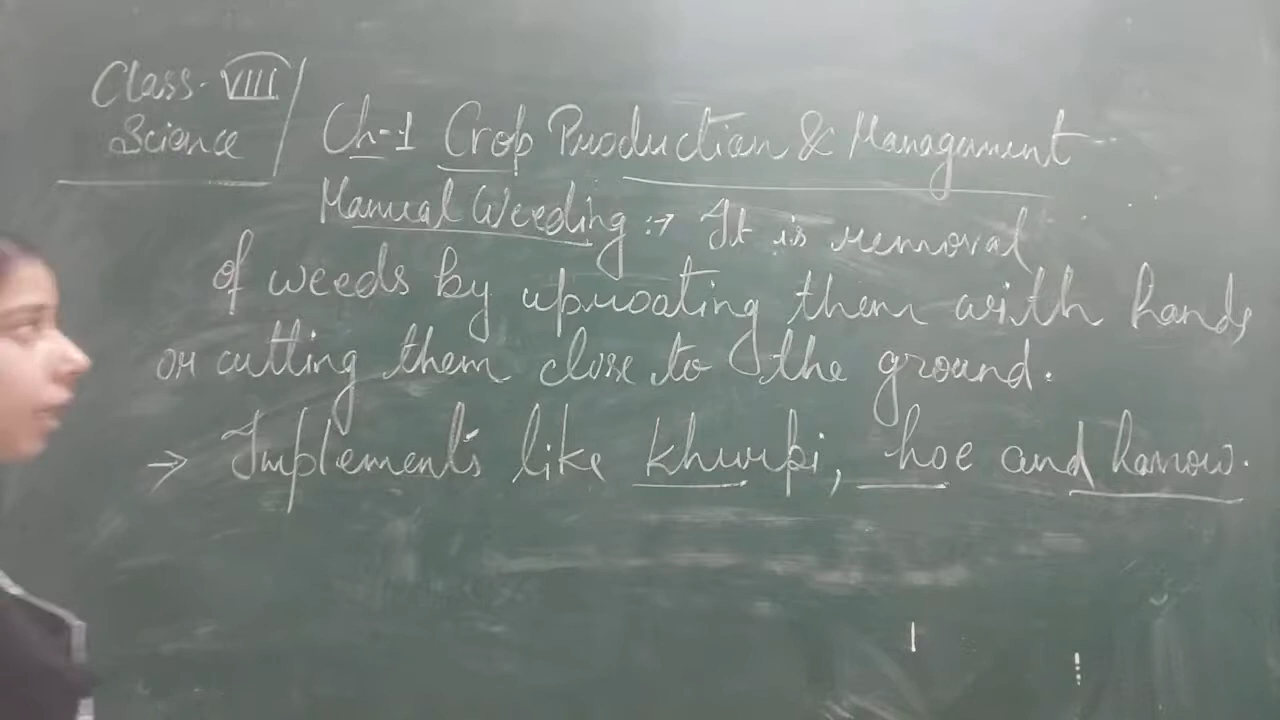 Class- VIII
Science
Ch-1 Crop Production & Management
Manual Weeding :→ It is removal
of weeds by uprooting them with hands
or cutting them close to the ground.
→ Implements like khurpi, hoe and harrow.